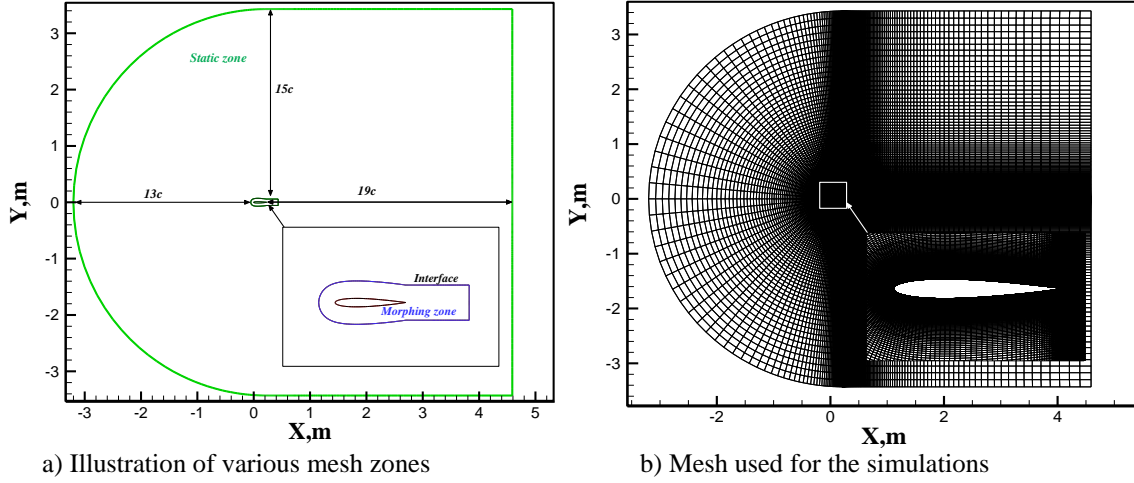 3
2
1
0
-1
-2
-3
Y,m
Static zone
15c
13c
19c
Interface
Morphing zone
-3 -2 -1 0 1 2 3 4 5
X,m
a) Illustration of various mesh zones
3
2
1
0
-1
-2
-3
Y,m
-2 0 2 4
X,m
b) Mesh used for the simulations